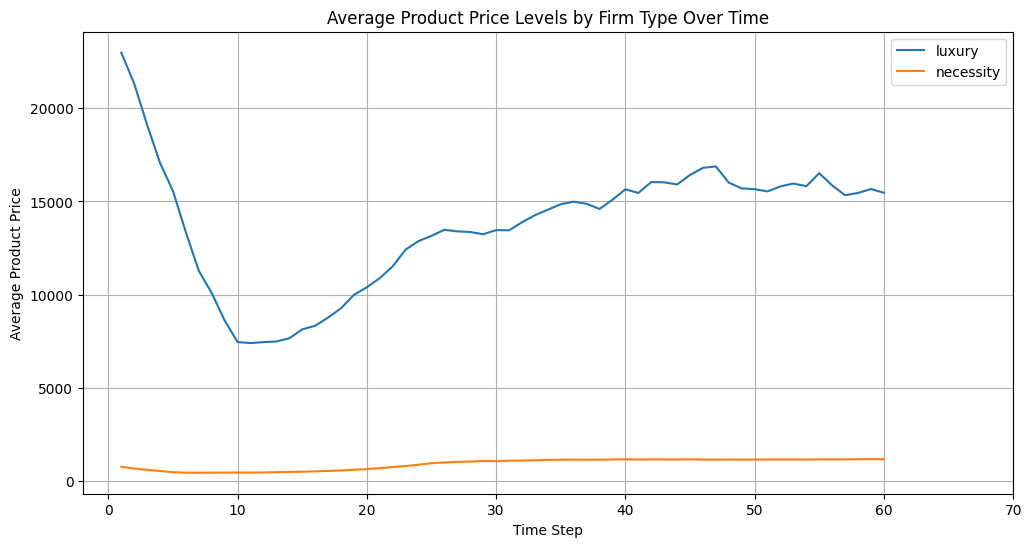 Average Product Price Levels by Firm Type Over Time
luxury
necessity
Average Product Price
20000
15000
10000
5000
0
0 10 20 30 40 50 60 70
Time Step